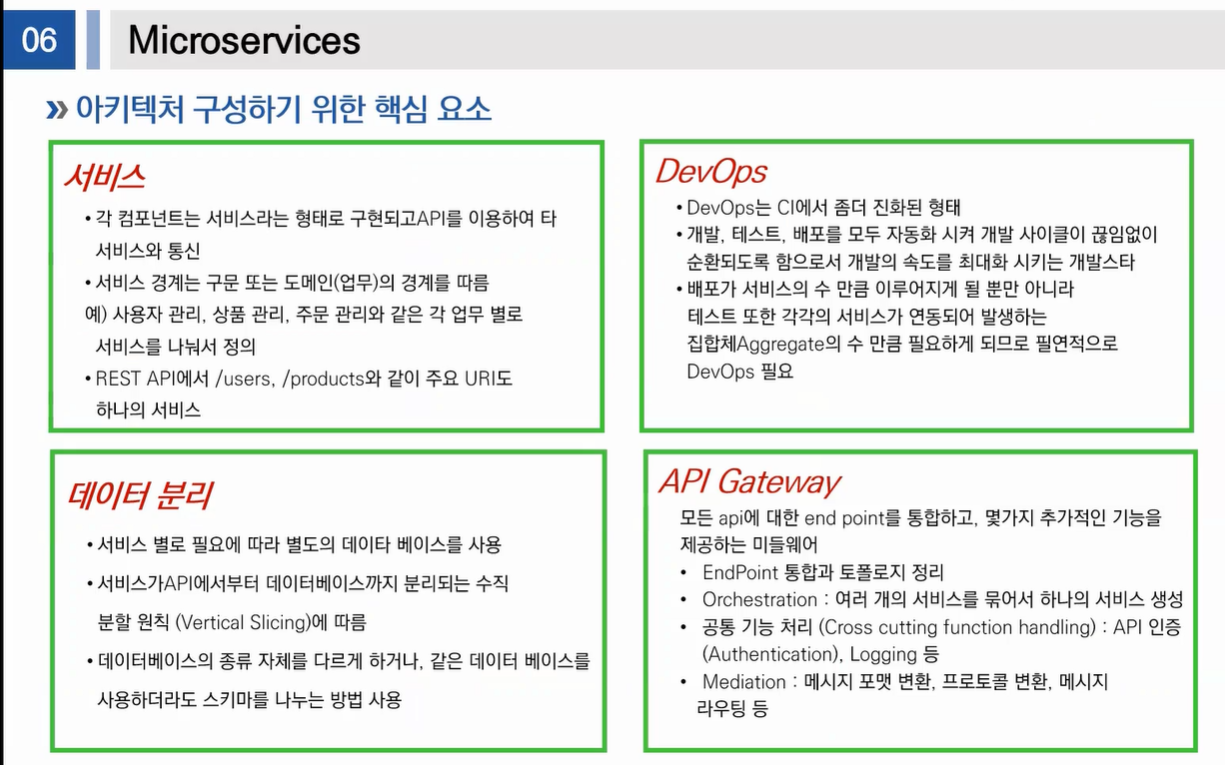 06 Microservices
» 아키텍처 구성하기 위한 핵심 요소
서비스
• 각 컴포넌트는 서비스라는 형태로 구현되고API를 이용하여 타
서비스와 통신
• 서비스 경계는 구문 또는 도메인(업무)의 경계를 따름
예) 사용자 관리, 상품 관리, 주문 관리와 같은 각 업무 별로
서비스를 나눠서 정의
• REST API에서 /users, /products와 같이 주요 URI도
하나의 서비스
DevOps
• DevOps는 CI에서 좀더 진화된 형태
• 개발, 테스트, 배포를 모두 자동화 시켜 개발 사이클이 끊임없이
순환되도록 함으로서 개발의 속도를 최대화 시키는 개발스타
• 배포가 서비스의 수 만큼 이루어지게 될 뿐만 아니라
테스트 또한 각각의 서비스가 연동되어 발생하는
집합체Aggregate의 수 만큼 필요하게 되므로 필연적으로
DevOps 필요
데이터 분리
• 서비스 별로 필요에 따라 별도의 데이타 베이스를 사용
• 서비스가API에서부터 데이터베이스까지 분리되는 수직
분할 원칙 (Vertical Slicing)에 따름
• 데이터베이스의 종류 자체를 다르게 하거나, 같은 데이터 베이스를
사용하더라도 스키마를 나누는 방법 사용
API Gateway
모든 api에 대한 end point를 통합하고, 몇가지 추가적인 기능을
제공하는 미들웨어
• EndPoint 통합과 토폴로지 정리
• Orchestration : 여러 개의 서비스를 묶어서 하나의 서비스 생성
• 공통 기능 처리 (Cross cutting function handling) : API 인증
(Authentication), Logging 등
• Mediation : 메시지 포맷 변환, 프로토콜 변환, 메시지
라우팅 등